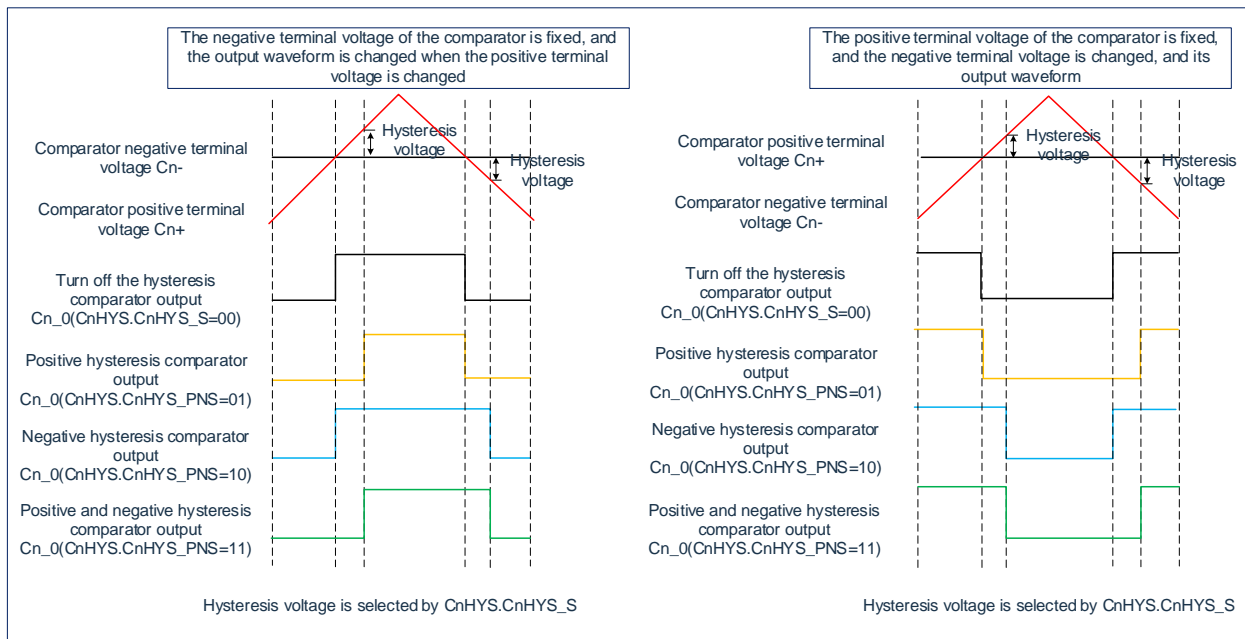 The negative terminal voltage of the comparator is fixed, and
the output waveform is changed when the positive terminal
voltage is changed
Hysteresis
voltage
Comparator negative terminal
voltage Cn-
Hysteresis
voltage
Comparator positive terminal
voltage Cn+
Turn off the hysteresis
comparator output
Cn_0(CnHYS.CnHYS_S=00)
Positive hysteresis comparator
output
Cn_0(CnHYS.CnHYS_PNS=01)
Negative hysteresis comparator
output
Cn_0(CnHYS.CnHYS_PNS=10)
Positive and negative hysteresis
comparator output
Cn_0(CnHYS.CnHYS_PNS=11)
Hysteresis voltage is selected by CnHYS.CnHYS_S
The positive terminal voltage of the comparator is fixed,
and the negative terminal voltage is changed, and its
output waveform
Hysteresis
voltage
Comparator positive terminal
voltage Cn+
Hysteresis
voltage
Comparator negative terminal
voltage Cn-
Turn off the hysteresis
comparator output
Cn_0(CnHYS.CnHYS_S=00)
Positive hysteresis comparator
output
Cn_0(CnHYS.CnHYS_PNS=01)
Negative hysteresis comparator
output
Cn_0(CnHYS.CnHYS_PNS=10)
Positive and negative hysteresis
comparator output
Cn_0(CnHYS.CnHYS_PNS=11)
Hysteresis voltage is selected by CnHYS.CnHYS_S